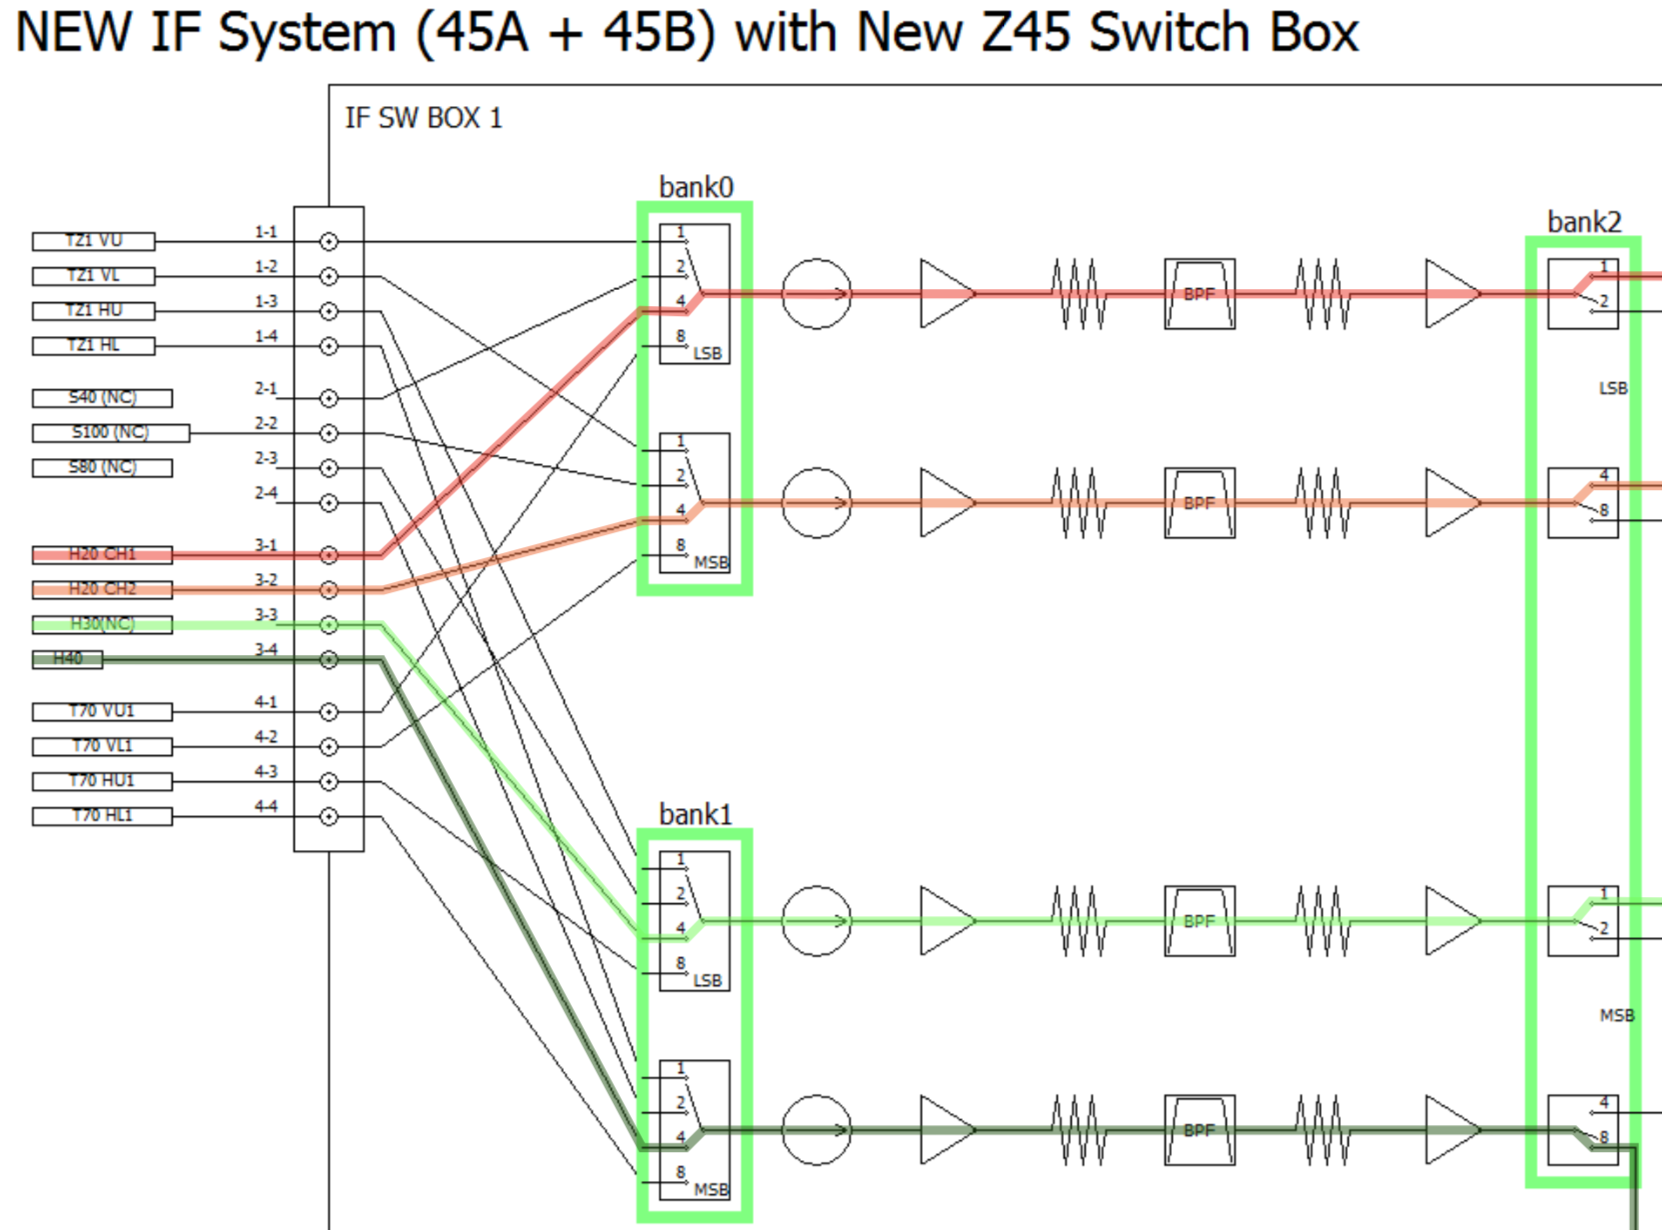 NEW IF System (45A + 45B) with New Z45 Switch Box
IF SW BOX 1
bank0
bank2
TZ1 VU 1-1
TZ1 VL 1-2
TZ1 HU 1-3
TZ1 HL 1-4
S40 (NC) 2-1
S100 (NC) 2-2
S80 (NC) 2-3
2-4
H20 CH1 3-1
H20 CH2 3-2
H30(NC) 3-3
H40 3-4
T70 VU1 4-1
T70 VL1 4-2
T70 HU1 4-3
T70 HL1 4-4
1
2
4
8
LSB
BPF
1
2
LSB
1
2
4
8
MSB
BPF
4
8
bank1
1
2
4
8
LSB
BPF
1
2
MSB
1
2
4
8
MSB
BPF
4
8